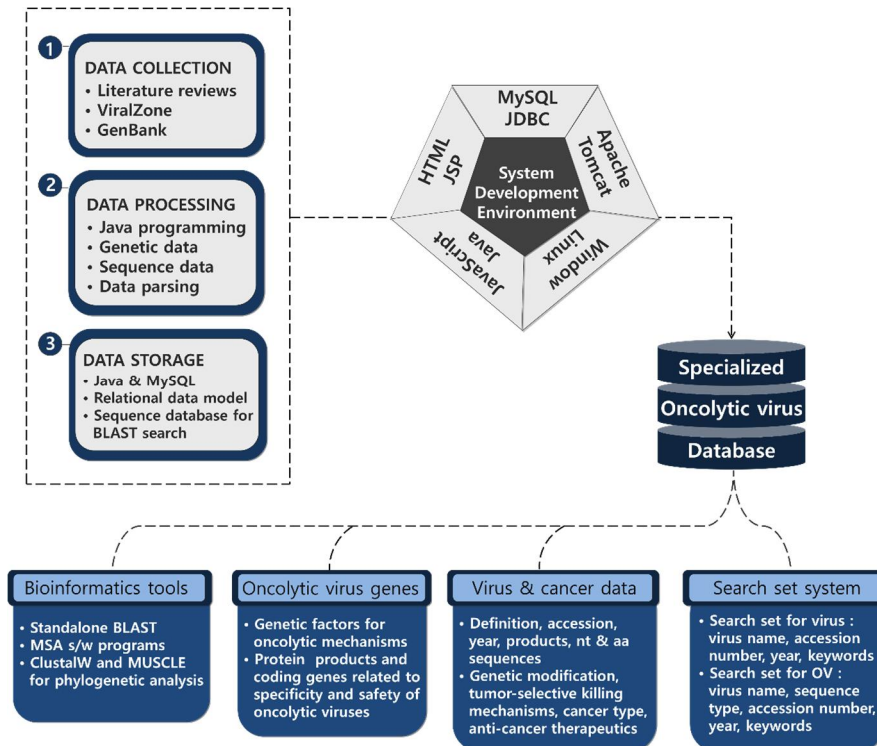 1
DATA COLLECTION
• Literature reviews
• ViralZone
• GenBank
2
DATA PROCESSING
• Java programming
• Genetic data
• Sequence data
• Data parsing
3
DATA STORAGE
• Java & MySQL
• Relational data model
• Sequence database for
BLAST search
MySQL
JDBC
Apache
Tomcat
Window
Linux
JavaScript
Java
HTML
JSP
System
Development
Environment
Specialized
Oncolytic virus
Database
Bioinformatics tools
• Standalone BLAST
• MSA s/w programs
• ClustalW and MUSCLE
for phylogenetic analysis
Oncolytic virus genes
• Genetic factors for
oncolytic mechanisms
• Protein products and
coding genes related to
specificity and safety of
oncolytic viruses
Virus & cancer data
• Definition, accession,
year, products, nt & aa
sequences
• Genetic modification,
tumor-selective killing
mechanisms, cancer type,
anti-cancer therapeutics
Search set system
• Search set for virus :
virus name, accession
number, year, keywords
• Search set for OV :
virus name, sequence
type, accession number,
year, keywords